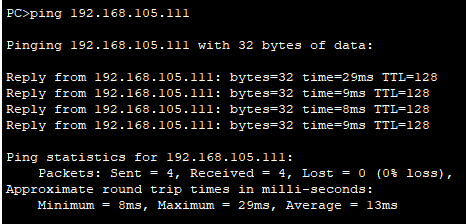 PC>ping 192.168.105.111
Pinging 192.168.105.111 with 32 bytes of data:
Reply from 192.168.105.111: bytes=32 time=29ms TTL=128
Reply from 192.168.105.111: bytes=32 time=9ms TTL=128
Reply from 192.168.105.111: bytes=32 time=8ms TTL=128
Reply from 192.168.105.111: bytes=32 time=9ms TTL=128
Ping statistics for 192.168.105.111:
Packets: Sent = 4, Received = 4, Lost = 0 (0% loss),
Approximate round trip times in milli-seconds:
Minimum = 8ms, Maximum = 29ms, Average = 13ms